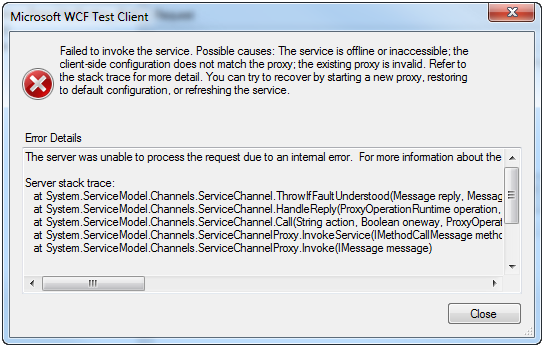 Microsoft WCF Test Client
Failed to invoke the service. Possible causes: The service is offline or inaccessible; the
client-side configuration does not match the proxy; the existing proxy is invalid. Refer to
the stack trace for more detail. You can try to recover by starting a new proxy, restoring
to default configuration, or refreshing the service.
Error Details
The server was unable to process the request due to an internal error.  For more information about the
Server stack trace:
at System.ServiceModel.Channels.ServiceChannel.ThrowIfFaultUnderstood(Message reply, Messag
at System.ServiceModel.Channels.ServiceChannel.HandleReply(ProxyOperationRuntime operation,
at System.ServiceModel.Channels.ServiceChannel.Call(String action, Boolean oneway, ProxyOperat
at System.ServiceModel.Channels.ServiceChannelProxy.InvokeService(IMethodCallMessage metho
at System.ServiceModel.Channels.ServiceChannelProxy.Invoke(IMessage message)
Close